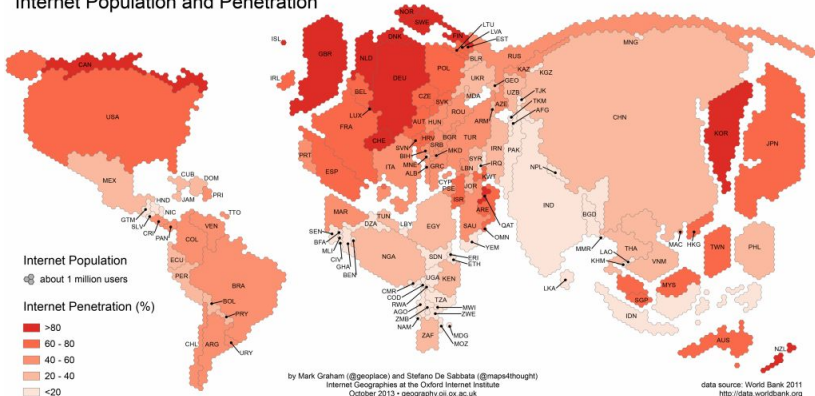 Internet Population and Penetration
CAN
USA
MEX
CUB
DOM
JAM
PRI
HND
GTM
NIC
SLV
CRI
PAN
TTO
VEN
COL
ECU
PER
BRA
BOL
PRY
CHL
ARG
URY
ISL
IRL
GBR
NOR
SWE
FIN
DNK
NLD
DEU
BEL
LUX
FRA
CHE
PRT
ESP
ITA
POL
CZE
SVK
AUT
HUN
SVN
HRV
BIH
SRB
MNE
MKD
ALB
GRC
BGR
ROU
MDA
UKR
BLR
LTU
LVA
EST
RUS
KAZ
KGZ
GEO
UZB
TJK
TKM
AFG
AZE
ARM
TUR
CYP
PSE
SYR
LBN
IRQ
IRN
JOR
KWT
ISR
SAU
ARE
QAT
OMN
YEM
PAK
NPL
IND
BGD
MMR
LKA
MNG
CHN
KOR
JPN
MAC
HKG
TWN
LAO
THA
KHM
VNM
PHL
SGP
MYS
IDN
AUS
NZL
MAR
TUN
DZA
LBY
EGY
SEN
BFA
MLI
CIV
GHA
BEN
NGA
SDN
ERI
ETH
UGA
KEN
CMR
COD
RWA
AGO
ZMB
NAM
TZA
MWI
ZWE
MDG
MOZ
ZAF
Internet Population
about 1 million users
Internet Penetration (%)
>80
60 - 80
40 - 60
20 - 40
<20
by Mark Graham (@geoplace) and Stefano De Sabbata (@maps4thought)
Internet Geographies at the Oxford Internet Institute
October 2013 • geography.oii.ox.ac.uk
data source: World Bank 2011
http://data.worldbank.org